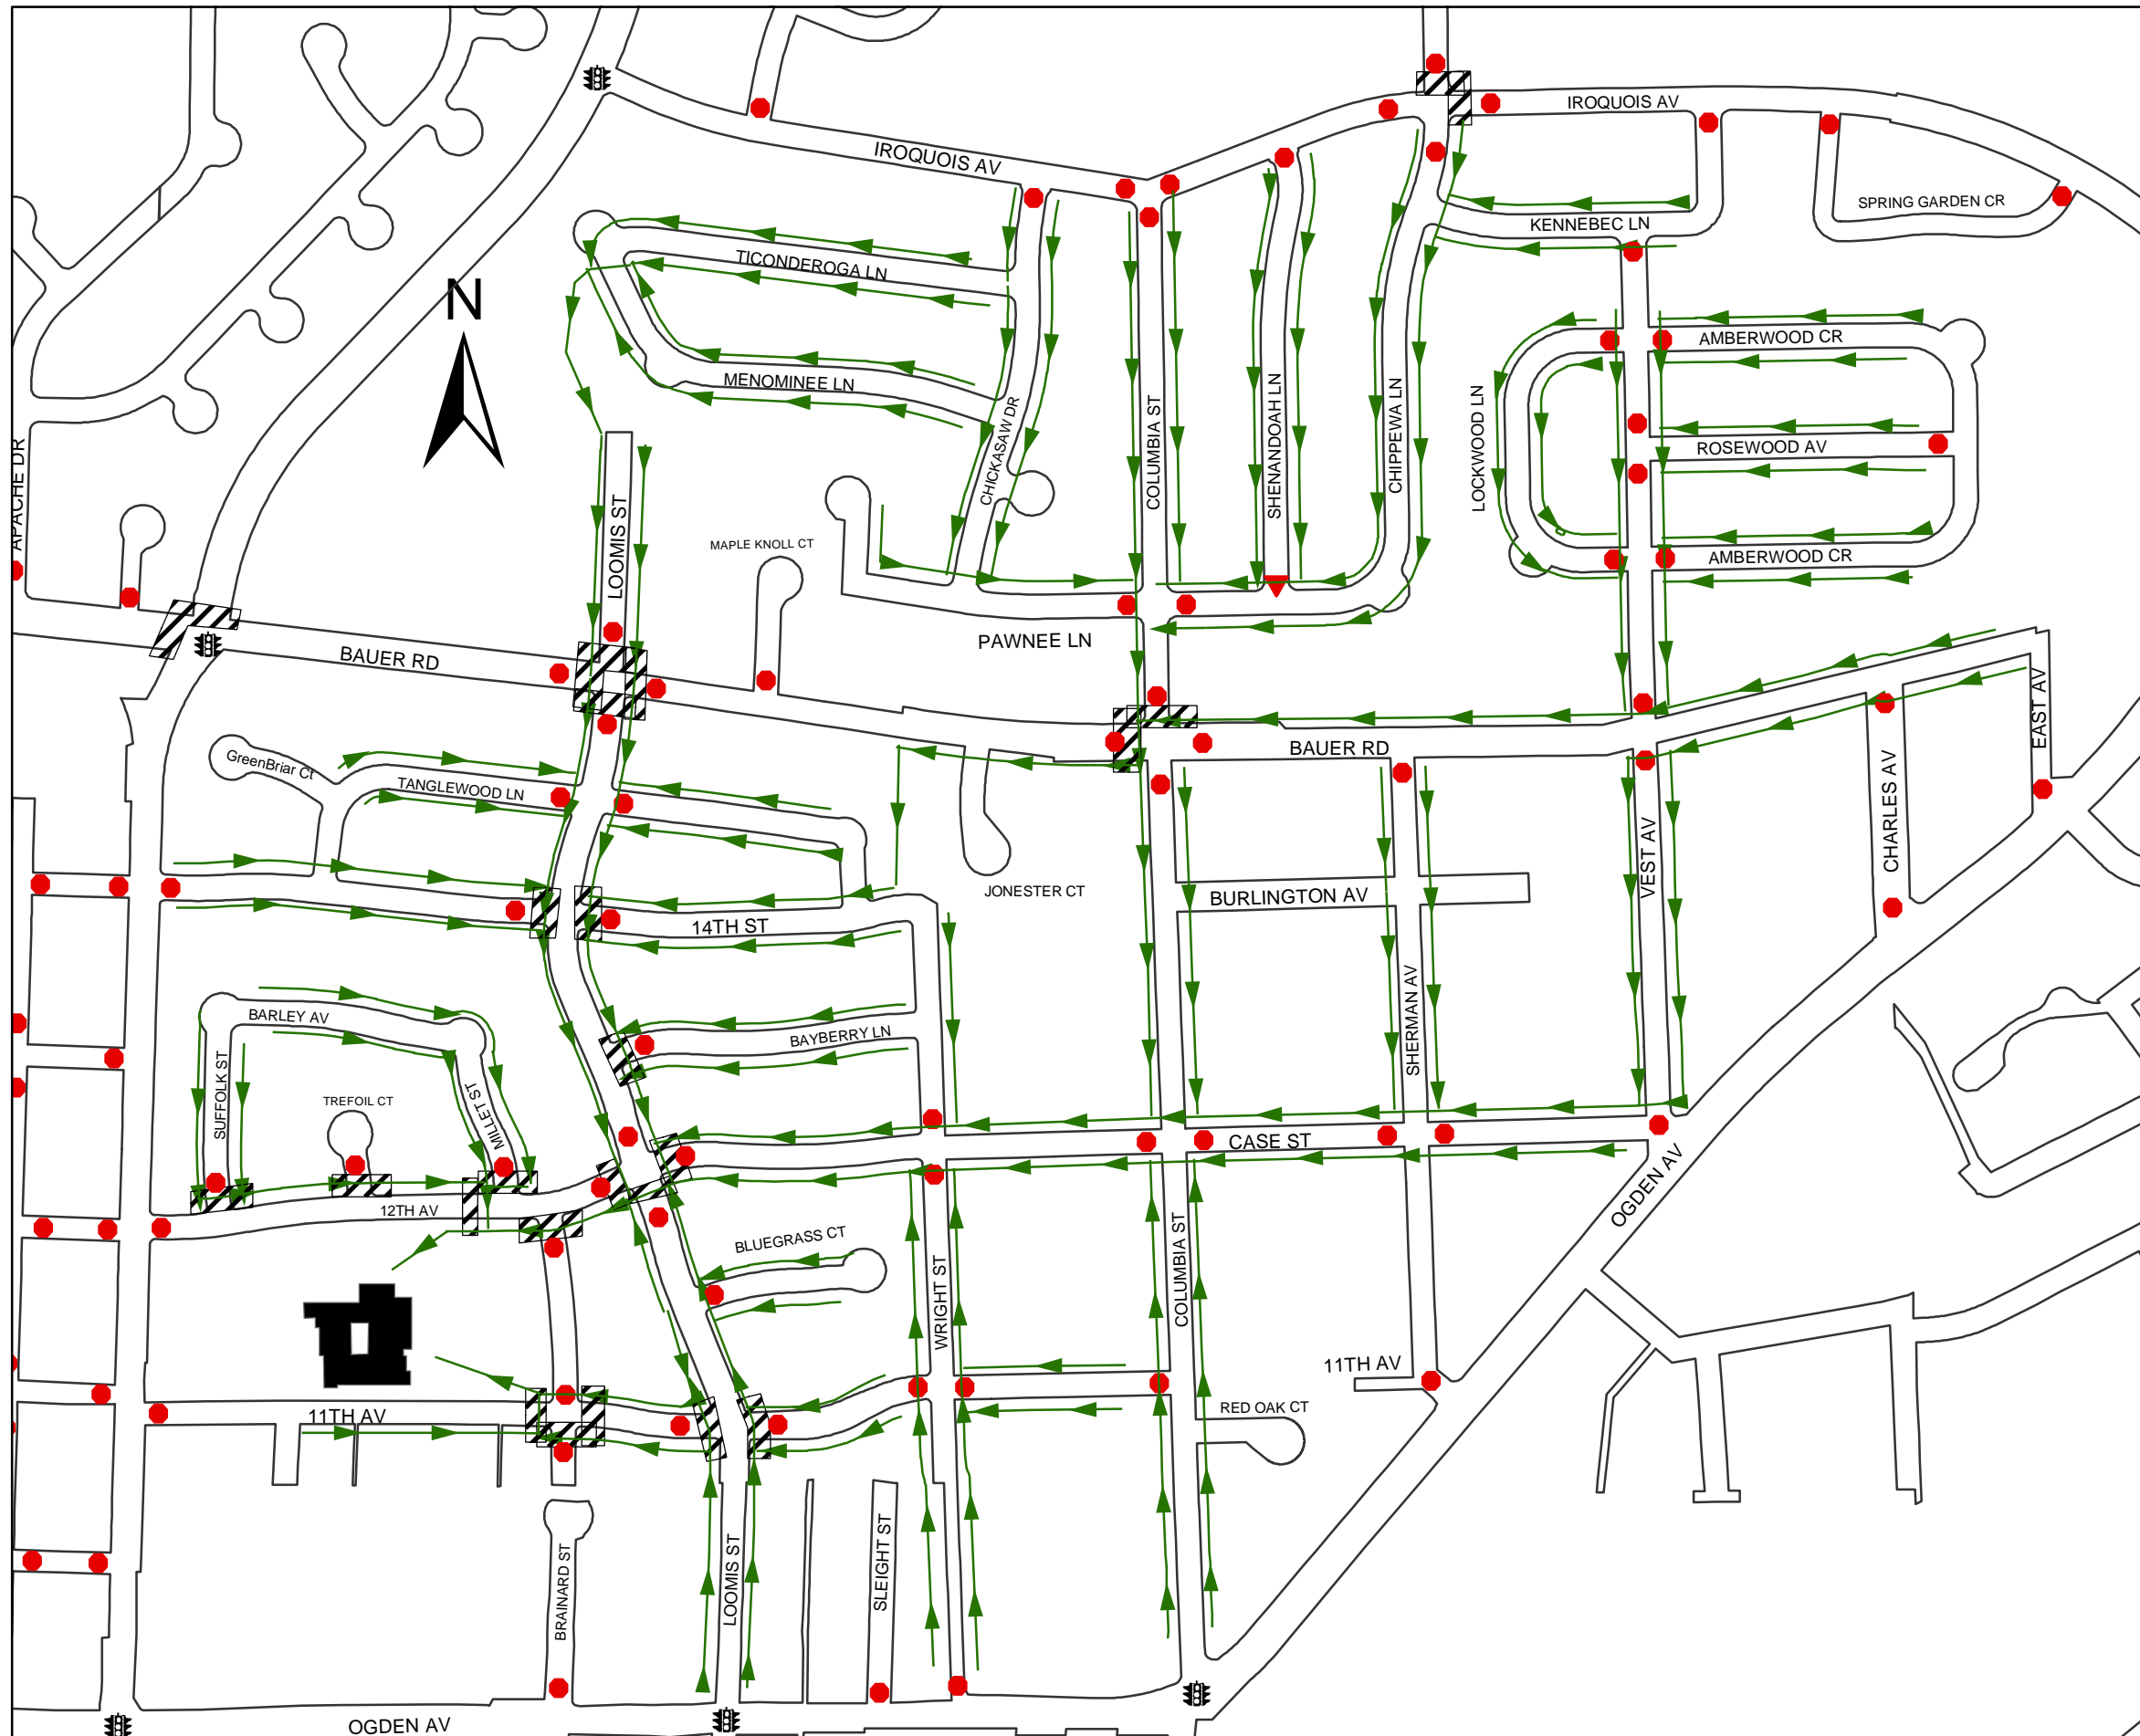 IROQUOIS AV
IROQUOIS AV
SPRING GARDEN CR
KENNEBEC LN
TICONDEROGA LN
N
AMBERWOOD CR
MENOMINEE LN
CHICKASAW DR
COLUMBIA ST
SHENANDOAH LN
CHIPPEWA LN
LOCKWOOD LN
ROSEWOOD AV
APACHE DR
LOOMIS ST
MAPLE KNOLL CT
AMBERWOOD CR
PAWNEE LN
BAUER RD
EAST AV
BAUER RD
GreenBriar Ct
TANGLEWOOD LN
CHARLES AV
VEST AV
JONESTER CT
BURLINGTON AV
14TH ST
BARLEY AV
BAYBERRY LN
SHERMAN AV
SUFFOLK ST
TREFOIL CT
MILLET ST
CASE ST
OGDEN AV
12TH AV
BLUEGRASS CT
WRIGHT ST
COLUMBIA ST
11TH AV
11TH AV
RED OAK CT
BRAINARD ST
LOOMIS ST
SLEIGHT ST
OGDEN AV